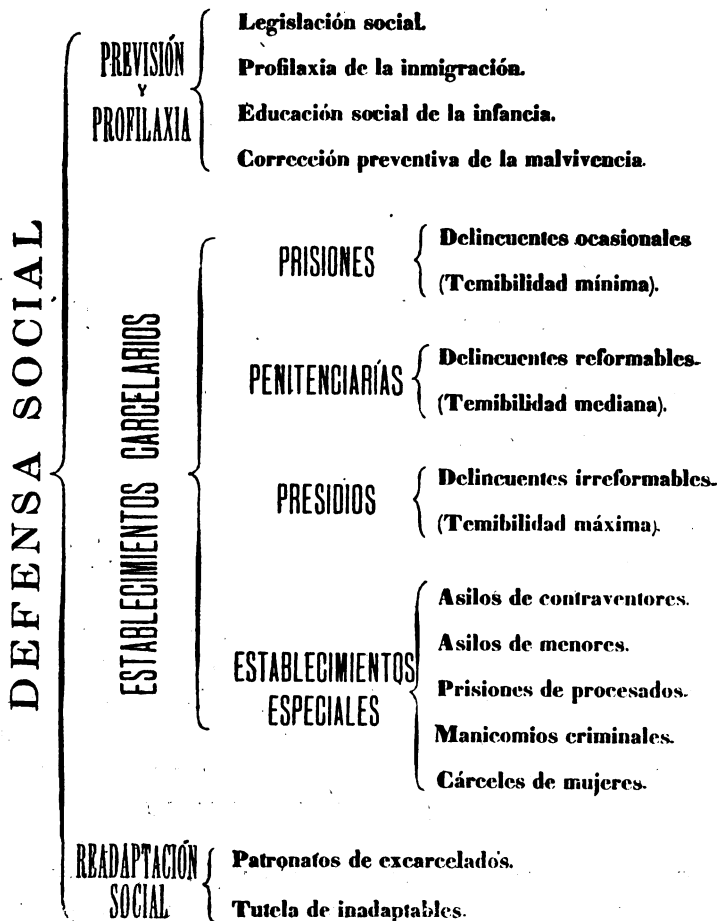 DEFENSA SOCIAL
PREVISIÓN
Y
PROFILAXIA
Legislación social.
Profilaxia de la inmigración.
Educación social de la infancia.
Corrección preventiva de la malvivencia.
ESTABLECIMIENTOS CARCELARIOS
PRISIONES
Delincuentes ocasionales
(Temibilidad mínima).
PENITENCIARÍAS
Delincuentes reformables.
(Temibilidad mediana).
PRESIDIOS
Delincuentes irreformables.
(Temibilidad máxima).
ESTABLECIMIENTOS
ESPECIALES
Asilos de contraventores.
Asilos de menores.
Prisiones de procesados.
Manicomios criminales.
Cárceles de mujeres.
READAPTACIÓN
SOCIAL
Patronatos de excarcelados.
Tutela de inadaptables.